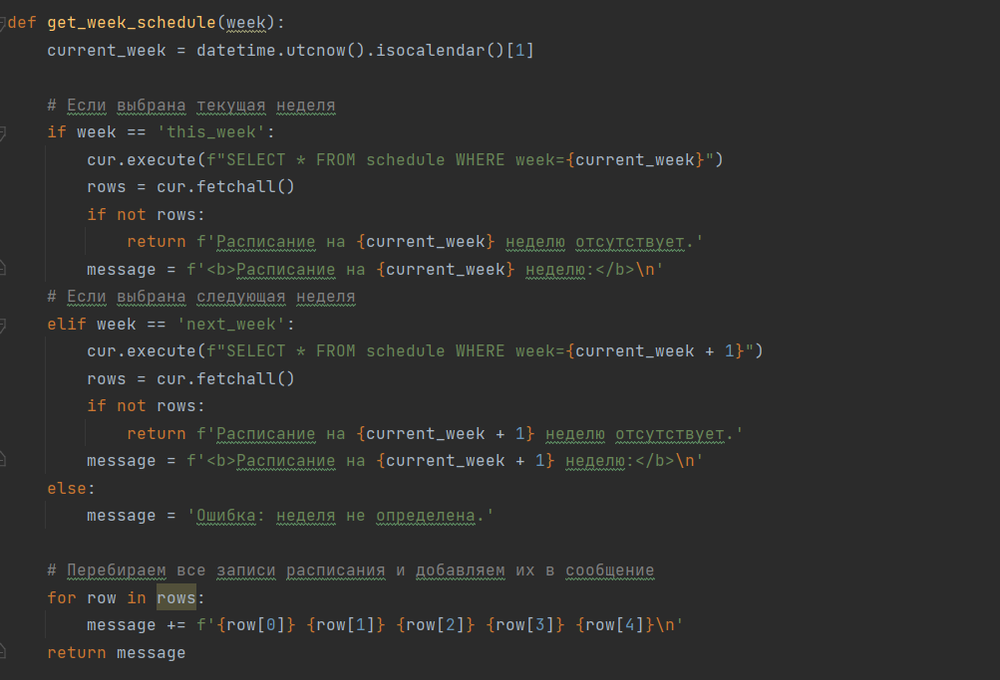 def get_week_schedule(week):
    current_week = datetime.utcnow().isocalendar()[1]

    # Если выбрана текущая неделя
    if week == 'this_week':
        cur.execute(f"SELECT * FROM schedule WHERE week={current_week}")
        rows = cur.fetchall()
        if not rows:
            return f'Расписание на {current_week} неделю отсутствует.'
        message = f'<b>Расписание на {current_week} неделю:</b>\n'
    # Если выбрана следующая неделя
    elif week == 'next_week':
        cur.execute(f"SELECT * FROM schedule WHERE week={current_week + 1}")
        rows = cur.fetchall()
        if not rows:
            return f'Расписание на {current_week + 1} неделю отсутствует.'
        message = f'<b>Расписание на {current_week + 1} неделю:</b>\n'
    else:
        message = 'Ошибка: неделя не определена.'

    # Перебираем все записи расписания и добавляем их в сообщение
    for row in rows:
        message += f'{row[0]} {row[1]} {row[2]} {row[3]} {row[4]}\n'
    return message